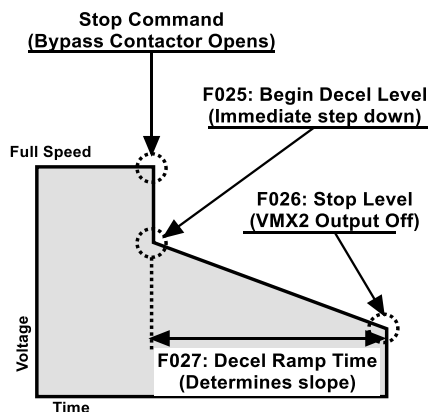 Stop Command
(Bypass Contactor Opens)
F025: Begin Decel Level
(Immediate step down)
Full Speed
F026: Stop Level
(VMX2 Output Off)
Voltage
F027: Decel Ramp Time
(Determines slope)
Time